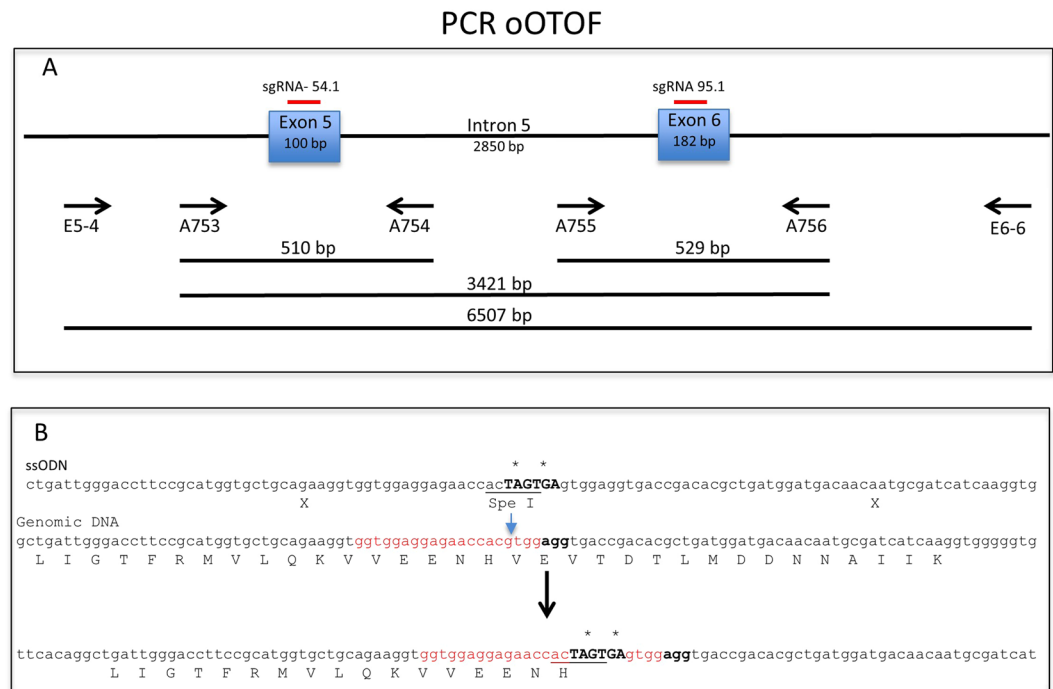 PCR oOTOF
A
sgRNA- 54.1
sgRNA 95.1
Exon 5
100 bp
Intron 5
2850 bp
Exon 6
182 bp
E5-4
A753
A754
A755
A756
E6-6
510 bp
529 bp
3421 bp
6507 bp
B
ssODN
* *
ctgattgggaccttccgcatggtgctgcagaaggtggtggaggagaaccacTAGTGAgtggaggtgaccgacacgctgatggatgacaacaatgcgatcatcaaggtg
X Spe I X
Genomic DNA
gctgattgggaccttccgcatggtgctgcagaaggtggtggaggagaaccacgtggaggtgaccgacacgctgatggatgacaacaatgcgatcatcaaggtgggggtg
L I G T F R M V L Q K V V E E N H V E V T D T L M D D N N A I I K
* *
ttcacaggctgattgggaccttccgcatggtgctgcagaaggtggtggaggagaaccacTAGTGAgtggaggtgaccgacacgctgatggatgacaacaatgcgatcat
L I G T F R M V L Q K V V E E N H